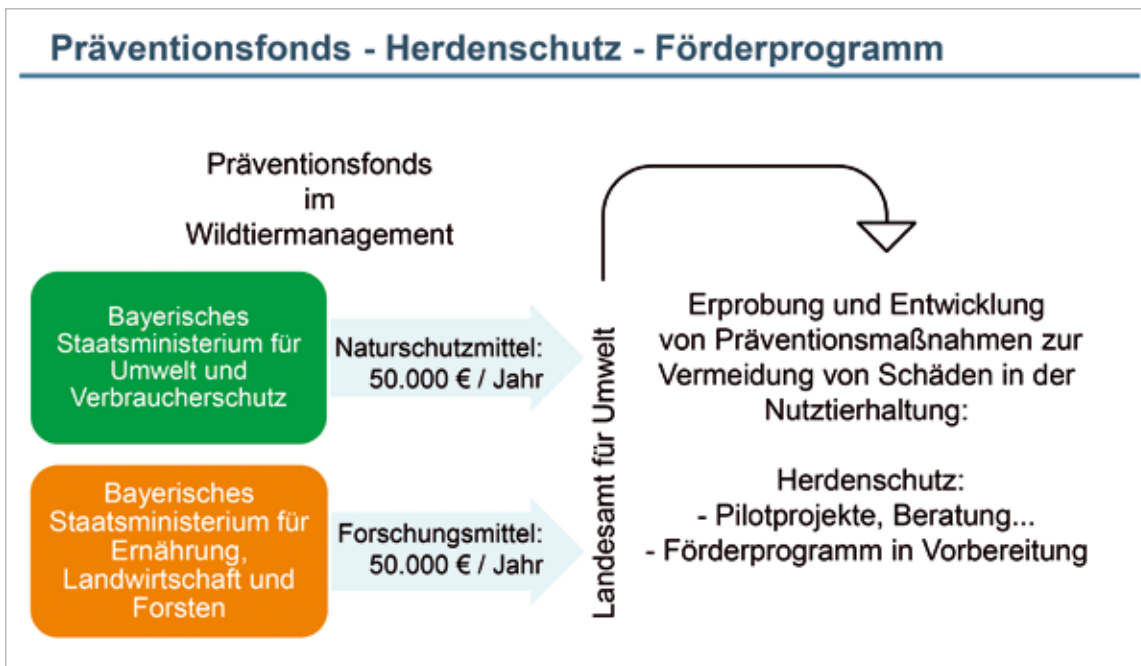 Präventionsfonds - Herdenschutz - Förderprogramm
Präventionsfonds
im
Wildtiermanagement
Bayerisches
Staatsministerium für
Umwelt und
Verbraucherschutz
Naturschutzmittel:
50.000 € / Jahr
Bayerisches
Staatsministerium für
Ernährung,
Landwirtschaft und
Forsten
Forschungsmittel:
50.000 € / Jahr
Landesamt für Umwelt
Erprobung und Entwicklung
von Präventionsmaßnahmen zur
Vermeidung von Schäden in der
Nutztierhaltung:
Herdenschutz:
- Pilotprojekte, Beratung...
- Förderprogramm in Vorbereitung